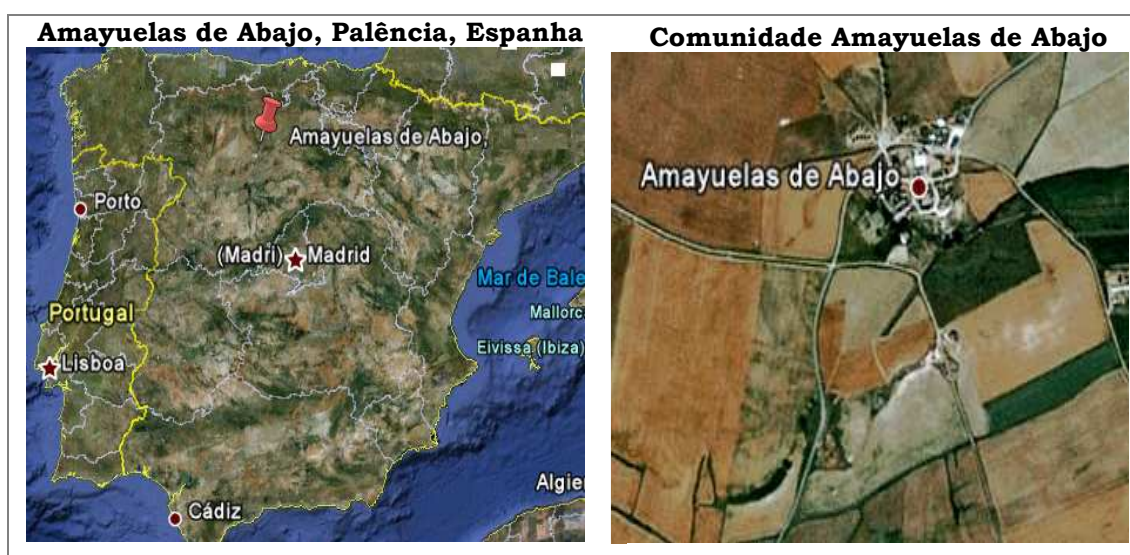 Amayuelas de Abajo, Palência, Espanha
Amayuelas de Abajo,
Porto
(Madri) Madrid
Mar de Bale
Portugal
Mallorc
Eivissa (Ibiza)
Lisboa
Algie
Cádiz
Comunidade Amayuelas de Abajo
Amayuelas de Abajo